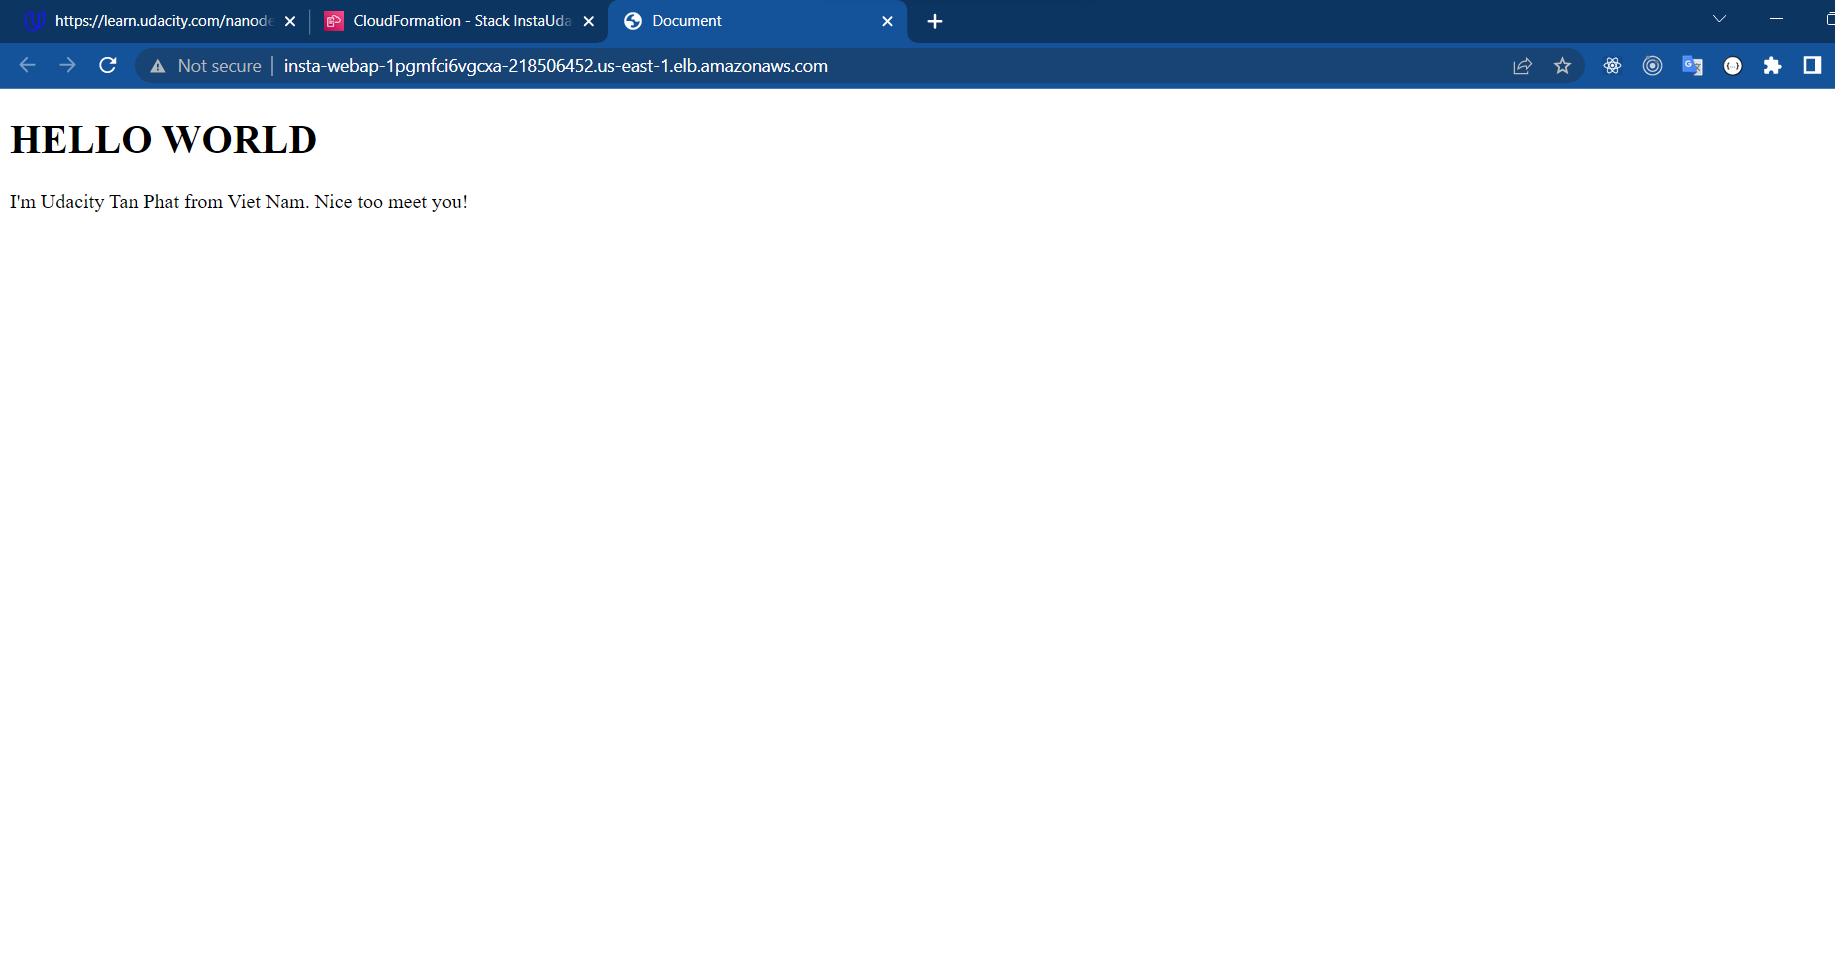 https://learn.udacity.com/nanode
CloudFormation - Stack InstaUda
Document
Not secure
insta-webap-1pgmfci6vgcxa-218506452.us-east-1.elb.amazonaws.com
HELLO WORLD
I'm Udacity Tan Phat from Viet Nam. Nice too meet you!